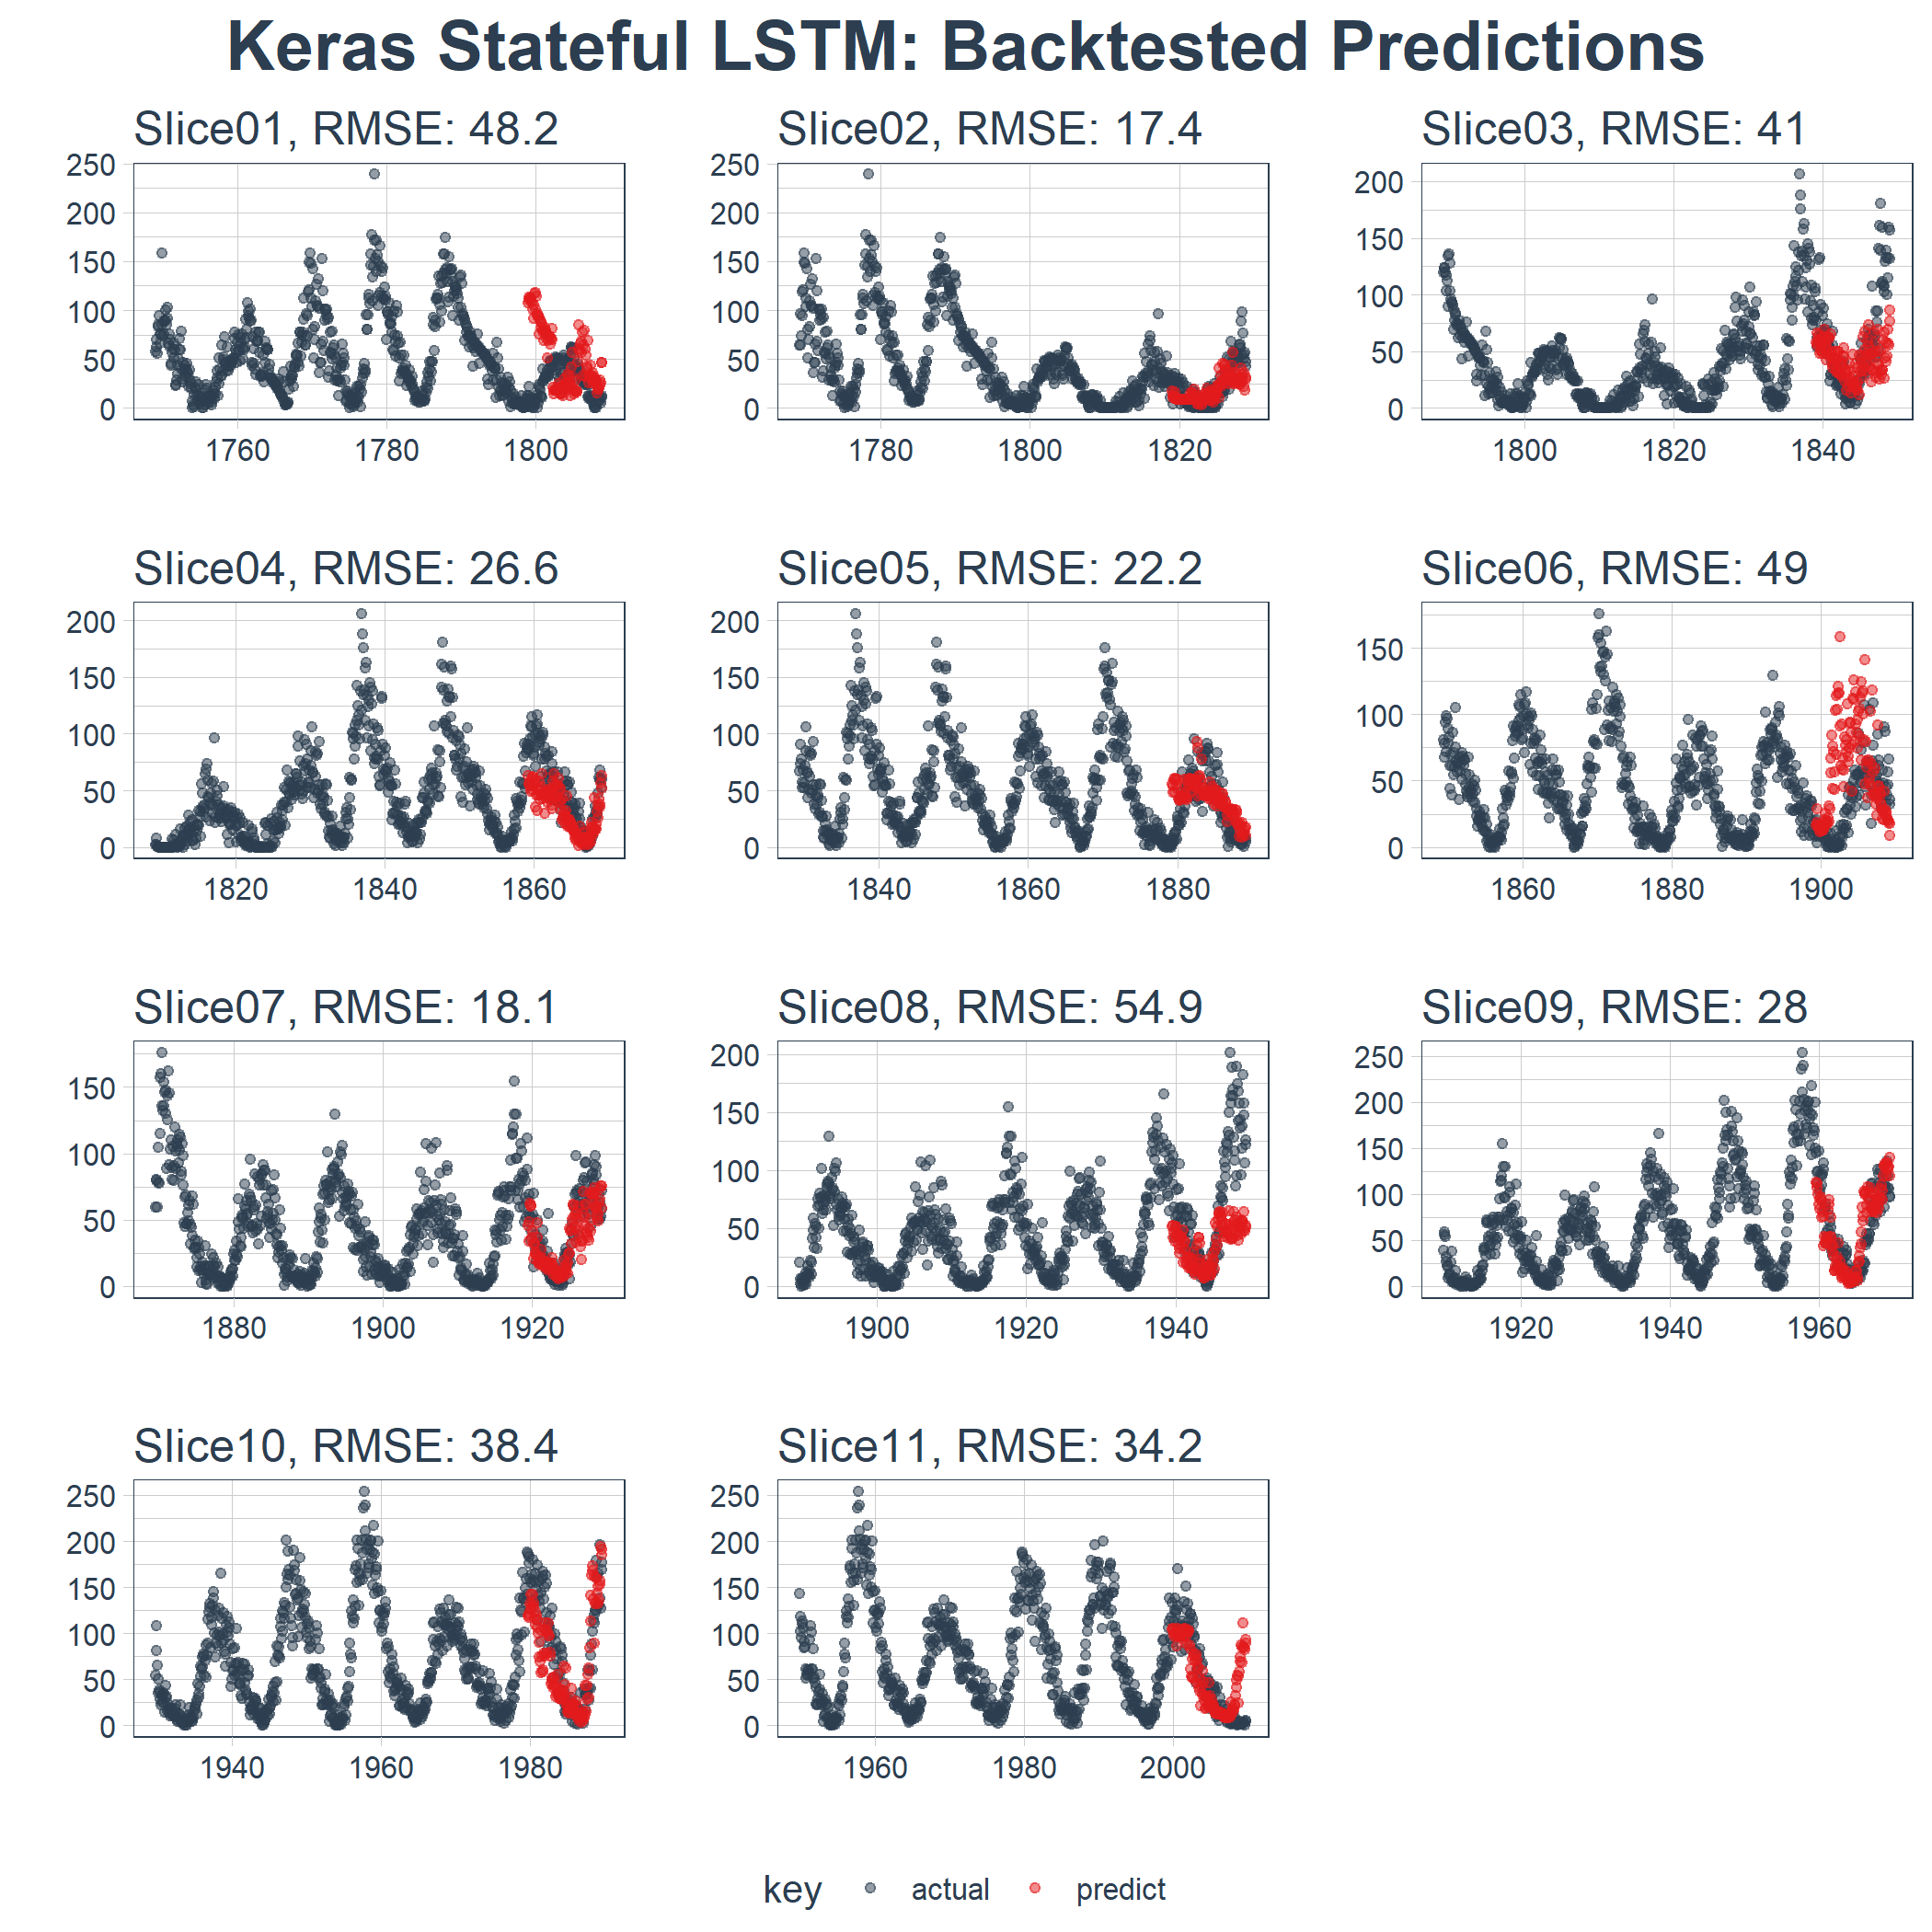 Keras Stateful LSTM: Backtested Predictions
Slice01, RMSE: 48.2
250
200
150
100
50
0
1760 1780 1800
Slice02, RMSE: 17.4
250
200
150
100
50
0
1780 1800 1820
Slice03, RMSE: 41
200
150
100
50
0
1800 1820 1840
Slice04, RMSE: 26.6
200
150
100
50
0
1820 1840 1860
Slice05, RMSE: 22.2
200
150
100
50
0
1840 1860 1880
Slice06, RMSE: 49
150
100
50
0
1860 1880 1900
Slice07, RMSE: 18.1
150
100
50
0
1880 1900 1920
Slice08, RMSE: 54.9
200
150
100
50
0
1900 1920 1940
Slice09, RMSE: 28
250
200
150
100
50
0
1920 1940 1960
Slice10, RMSE: 38.4
250
200
150
100
50
0
1940 1960 1980
Slice11, RMSE: 34.2
250
200
150
100
50
0
1960 1980 2000
key actual predict